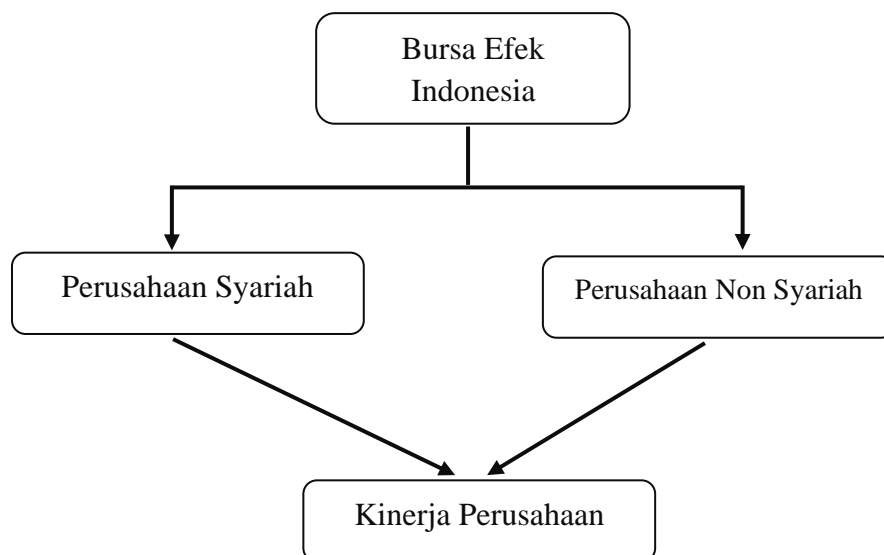 Bursa Efek
Indonesia
Perusahaan Syariah
Perusahaan Non Syariah
Kinerja Perusahaan